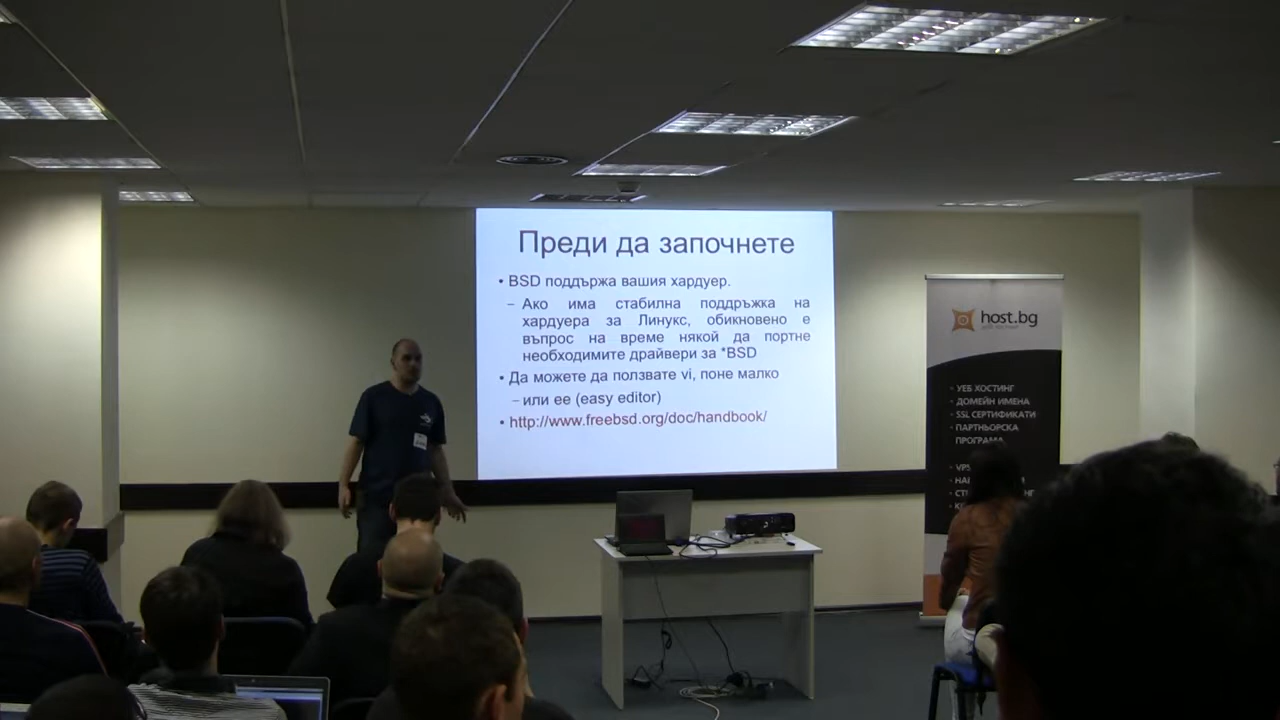 Преди да започнете
• BSD поддържа вашия хардуер.
– Ако има стабилна поддръжка на
хардуера за Линукс, обикновено е
въпрос на време някой да портне
необходимите драйвери за *BSD
• Да можете да ползвате vi, поне малко
– или ee (easy editor)
• http://www.freebsd.org/doc/handbook/
host.bg
• УЕБ ХОСТИНГ
• ДОМЕЙН ИМЕНА
• SSL СЕРТИФИКАТИ
• ПАРТНЬОРСКА
ПРОГРАМА